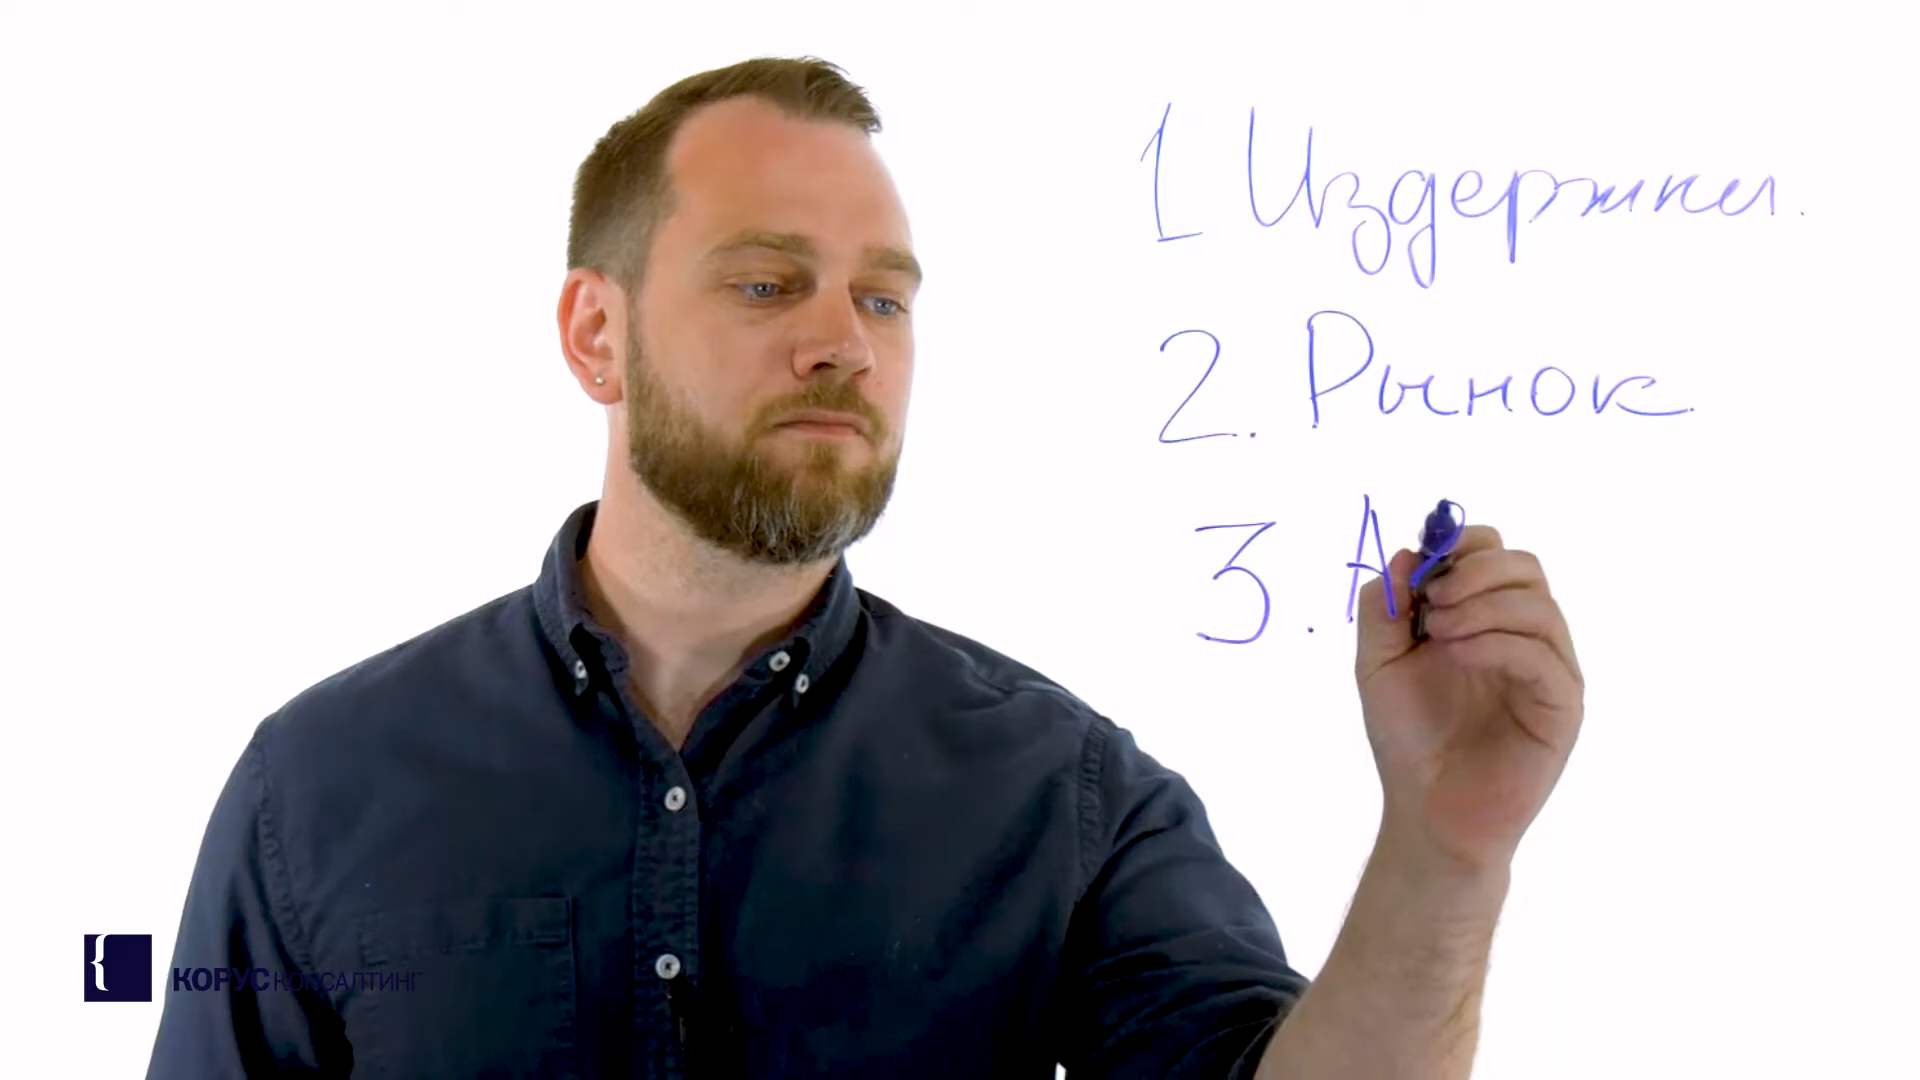 1 Издержки.
2. Рынок.
3. А
КОРУС КОНСАЛТИНГ